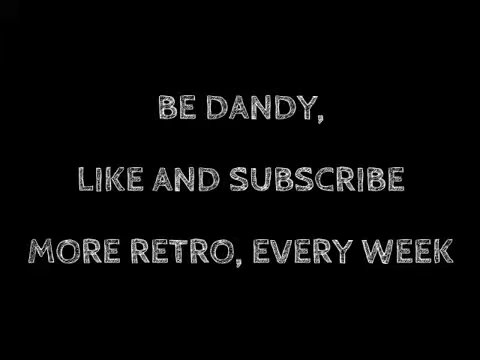 BE DANDY,
LIKE AND SUBSCRIBE
MORE RETRO, EVERY WEEK